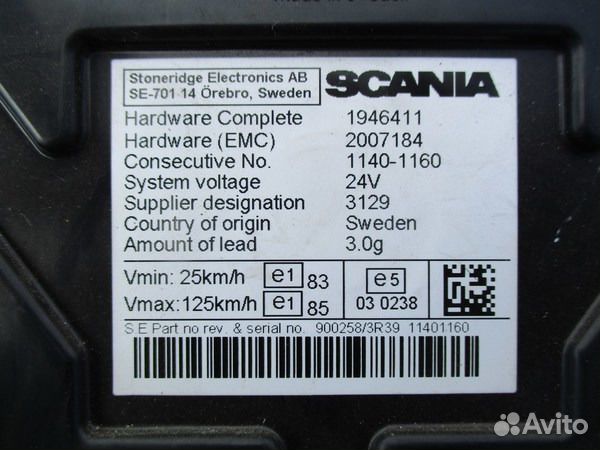 Stoneridge Electronics AB
SE-701 14 Örebro, Sweden
SCANIA
Hardware Complete 1946411
Hardware (EMC) 2007184
Consecutive No. 1140-1160
System voltage 24V
Supplier designation 3129
Country of origin Sweden
Amount of lead 3.0g
Vmin: 25km/h e1 83 e5
Vmax:125km/h e1 85 03 0238
S.E Part no rev. & serial no. 900258/3R39 11401160
Avito